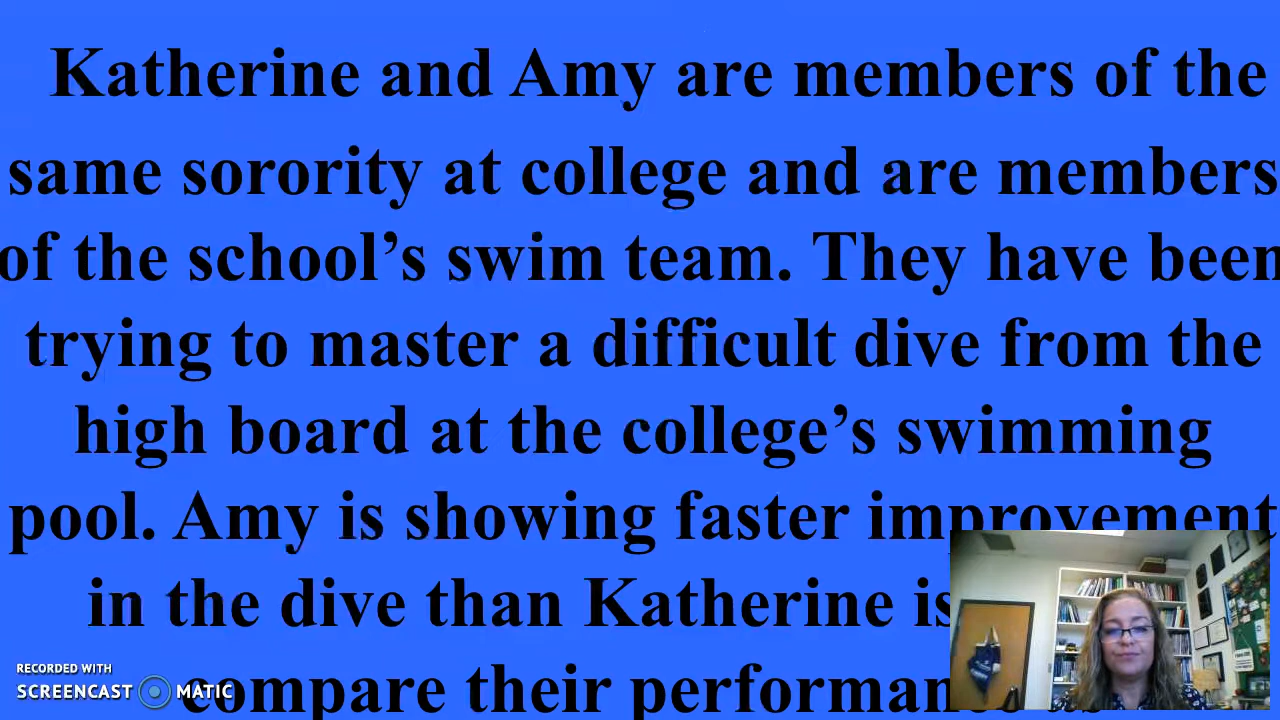 Katherine and Amy are members of the
same sorority at college and are members
of the school’s swim team. They have been
trying to master a difficult dive from the
high board at the college’s swimming
pool. Amy is showing faster improvement
in the dive than Katherine is
compare their performan
RECORDED WITH
SCREENCAST MATIC